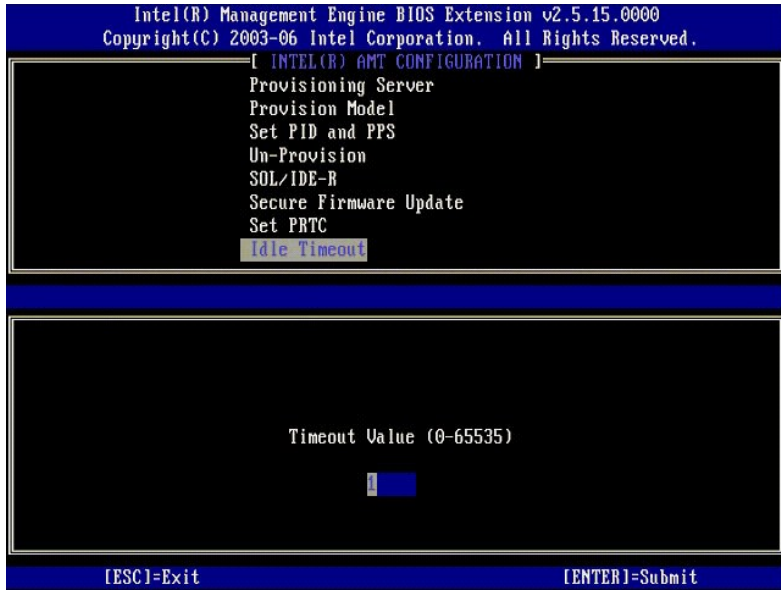 Intel(R) Management Engine BIOS Extension v2.5.15.0000
Copyright(C) 2003-06 Intel Corporation. All Rights Reserved.
[ INTEL(R) AMT CONFIGURATION ]
Provisioning Server
Provision Model
Set PID and PPS
Un-Provision
SOL/IDE-R
Secure Firmware Update
Set PRTC
Idle Timeout
Timeout Value (0-65535)
1
[ESC]=Exit [ENTER]=Submit